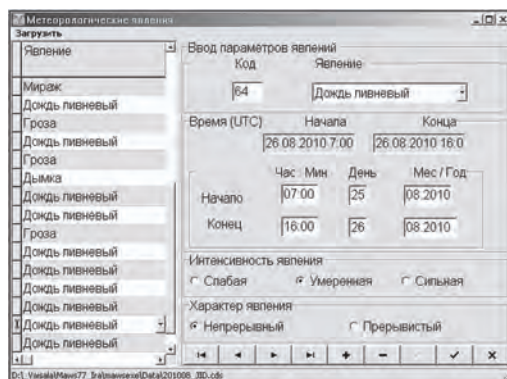 Метеорологические явления
Загрузить
Явление
Мираж
Дождь ливневый
Гроза
Дождь ливневый
Гроза
Дымка
Дождь ливневый
Дождь ливневый
Гроза
Дождь ливневый
Дождь ливневый
Дождь ливневый
Дождь ливневый
Дождь ливневый
Дождь ливневый
Ввод параметров явлений
Код Явление
64 Дождь ливневый
Время (UTC) Начала Конца
26.08.2010 7:00 26.08.2010 16:0
Час : Мин День Мес / Год
Начало 07:00 25 08.2010
Конец 16:00 26 08.2010
Интенсивность явления
Слабая Умеренная Сильная
Характер явления
Непрерывный Прерывистый